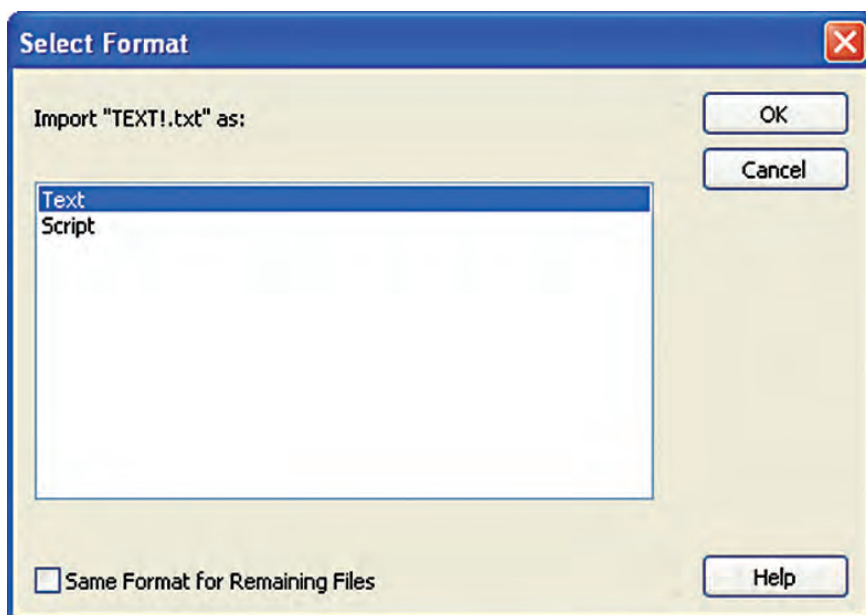 Select Format
Import "TEXT!.txt" as:
OK
Cancel
Text
Script
Same Format for Remaining Files
Help